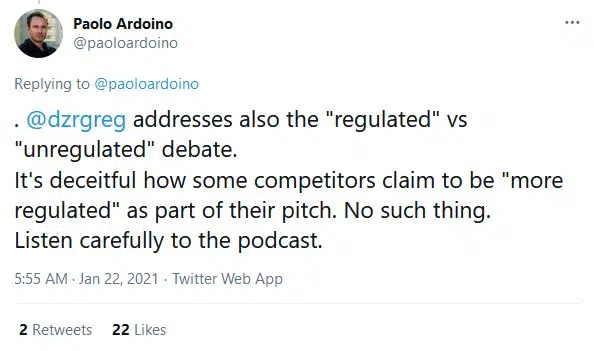 Paolo Ardoino
@paoloardoino
Replying to @paoloardoino
. @dzrgreg addresses also the "regulated" vs
"unregulated" debate.
It's deceitful how some competitors claim to be "more
regulated" as part of their pitch. No such thing.
Listen carefully to the podcast.
5:55 AM · Jan 22, 2021 · Twitter Web App
2 Retweets 22 Likes